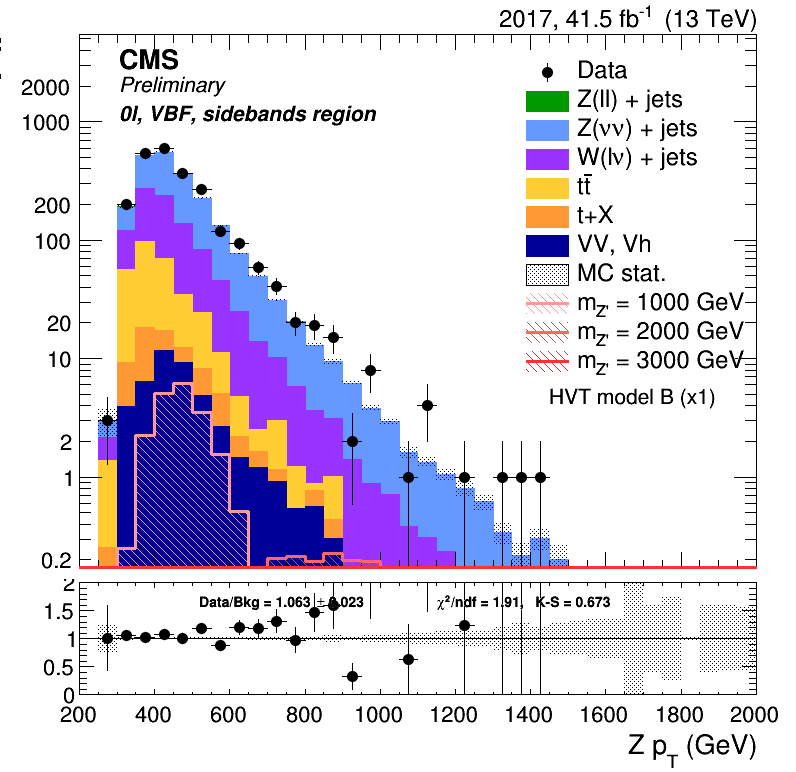 2017, 41.5 fb⁻¹ (13 TeV)
CMS
Preliminary
0l, VBF, sidebands region
Data
Z(ll) + jets
Z(νν) + jets
W(lν) + jets
tt̄
t+X
VV, Vh
MC stat.
m_Z' = 1000 GeV
m_Z' = 2000 GeV
m_Z' = 3000 GeV
HVT model B (x1)
2000
1000
200
100
20
10
2
1
0.2
Data/Bkg = 1.063 ± 0.023
χ²/ndf = 1.91, K-S = 0.673
2
1.5
1
0.5
0
200 400 600 800 1000 1200 1400 1600 1800 2000
Z p_T (GeV)